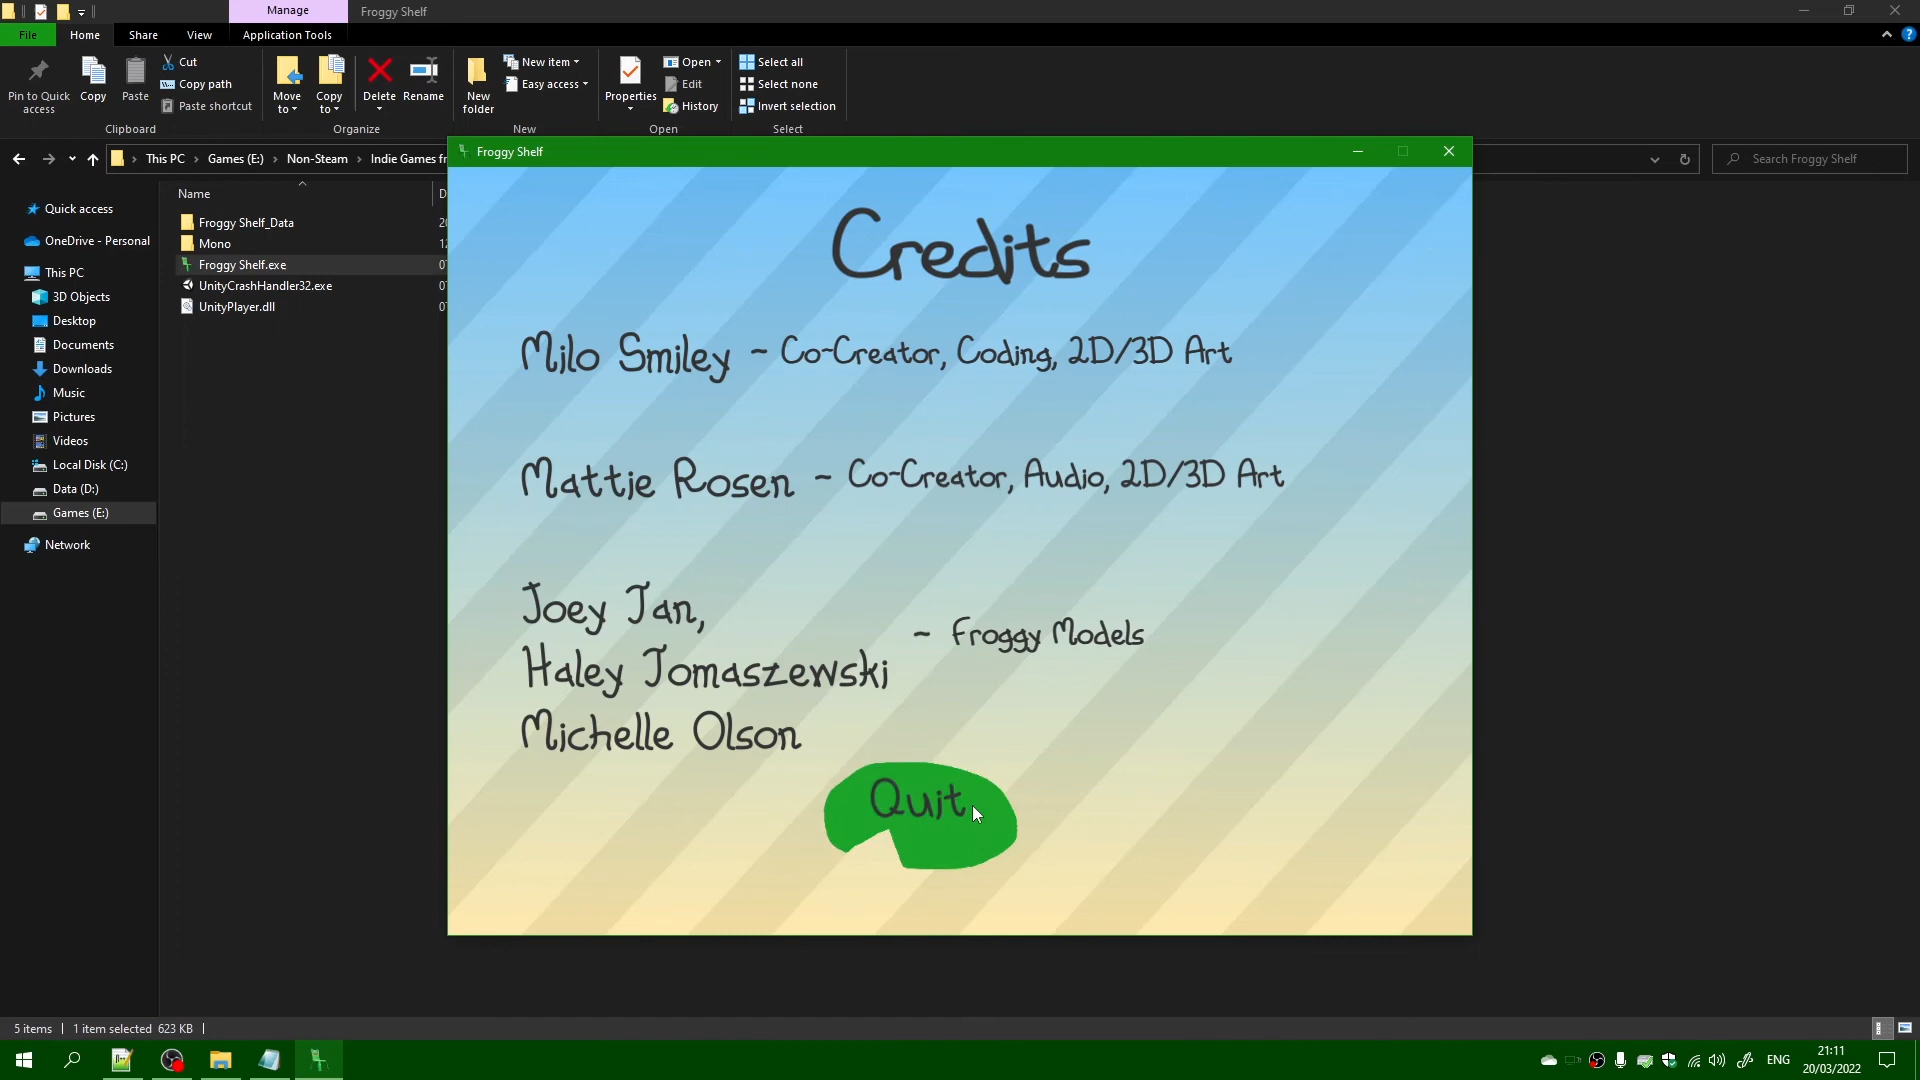 Manage
Froggy Shelf
File
Home
Share
View
Application Tools
Pin to Quick access
Copy
Paste
Cut
Copy path
Paste shortcut
Clipboard
Move to
Copy to
Delete
Rename
Organize
New folder
New item
Easy access
New
Properties
Open
Edit
History
Open
Select all
Select none
Invert selection
Select
This PC
Games (E:)
Non-Steam
Indie Games fr
Search Froggy Shelf
Quick access
OneDrive - Personal
This PC
3D Objects
Desktop
Documents
Downloads
Music
Pictures
Videos
Local Disk (C:)
Data (D:)
Games (E:)
Network
Name
D
Froggy Shelf_Data
20
Mono
12
Froggy Shelf.exe
07
UnityCrashHandler32.exe
07
UnityPlayer.dll
07
Froggy Shelf
Credits
Milo Smiley ~ Co-Creator, Coding, 2D/3D Art
Mattie Rosen ~ Co-Creator, Audio, 2D/3D Art
Joey Tan,
Haley Tomaszewski
~ Froggy Models
Michelle Olson
Quit
5 items
1 item selected 623 KB
ENG
21:11
20/03/2022